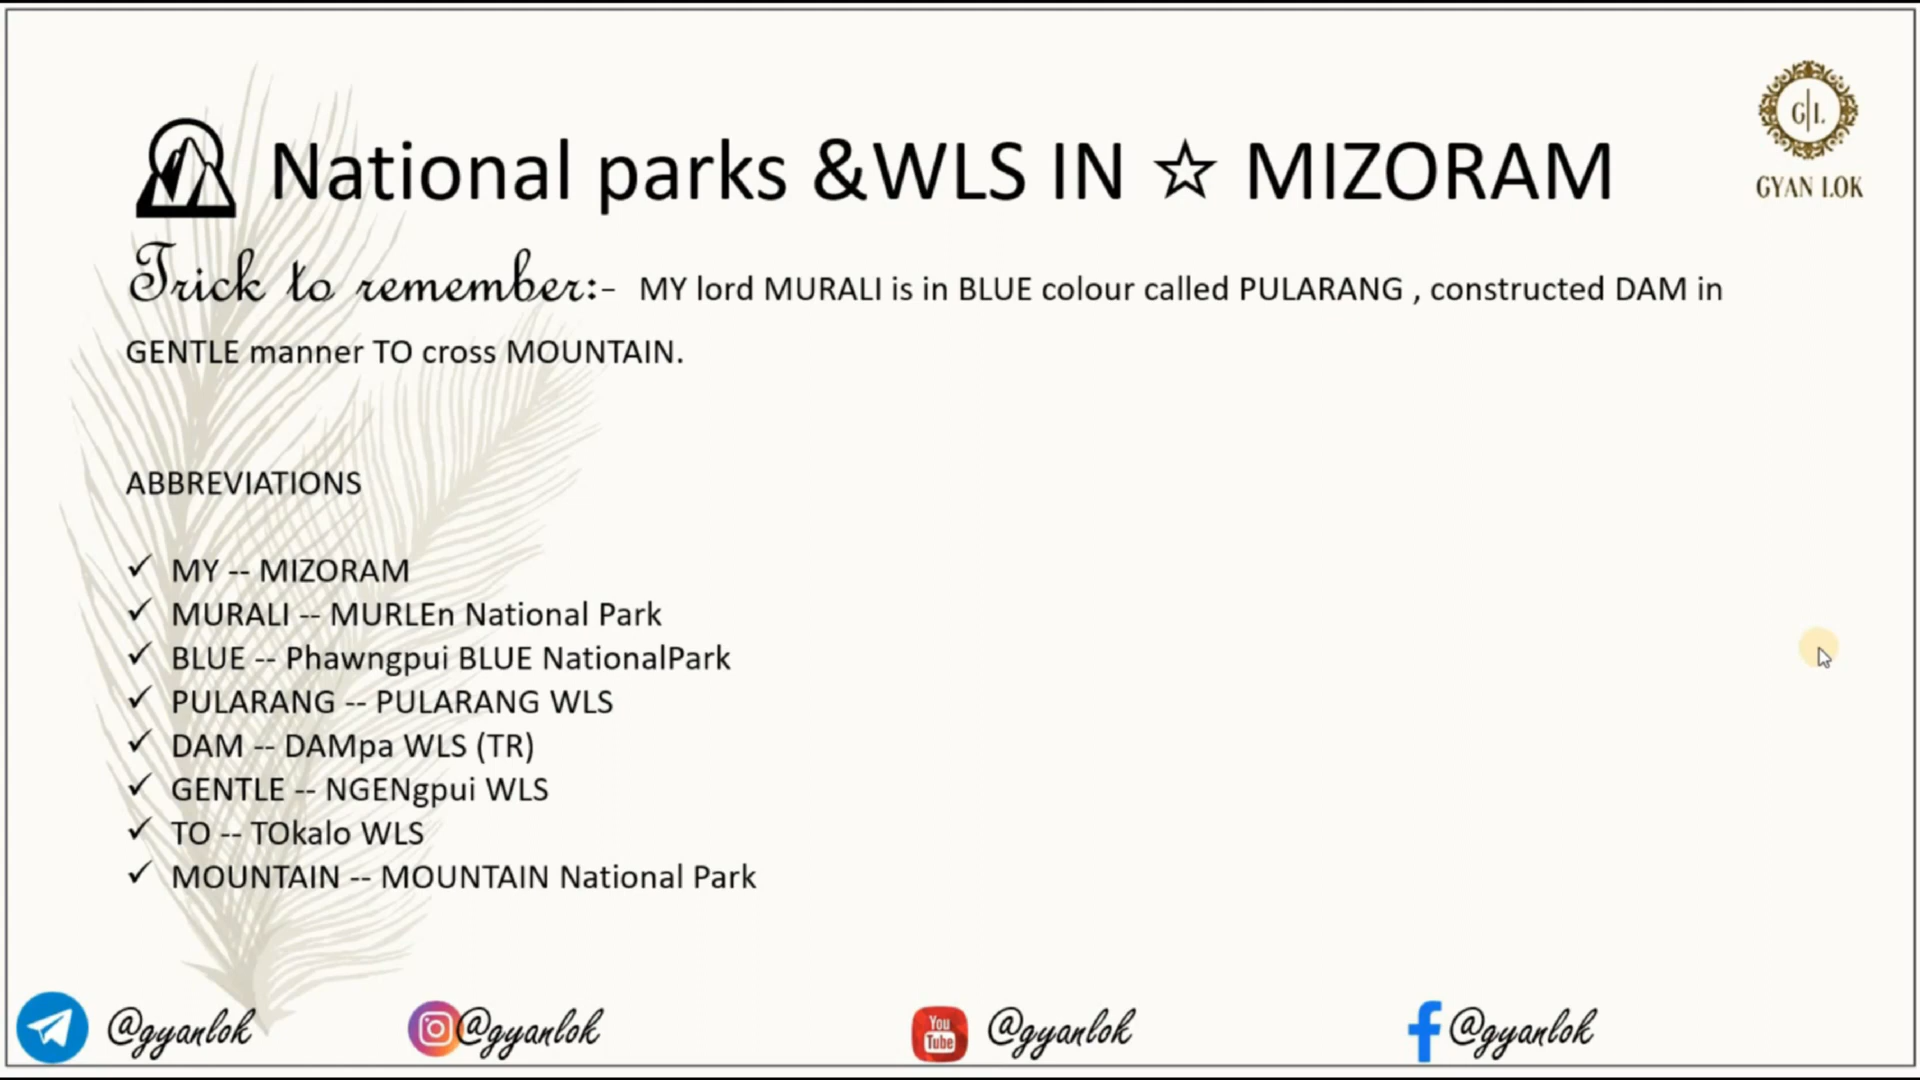 National parks &WLS IN ☆ MIZORAM
G|L
GYAN LOK
Trick to remember:- MY lord MURALI is in BLUE colour called PULARANG , constructed DAM in
GENTLE manner TO cross MOUNTAIN.
ABBREVIATIONS
✓ MY -- MIZORAM
✓ MURALI -- MURLEn National Park
✓ BLUE -- Phawngpui BLUE NationalPark
✓ PULARANG -- PULARANG WLS
✓ DAM -- DAMpa WLS (TR)
✓ GENTLE -- NGENgpui WLS
✓ TO -- TOkalo WLS
✓ MOUNTAIN -- MOUNTAIN National Park
@gyanlok @gyanlok You Tube @gyanlok @gyanlok